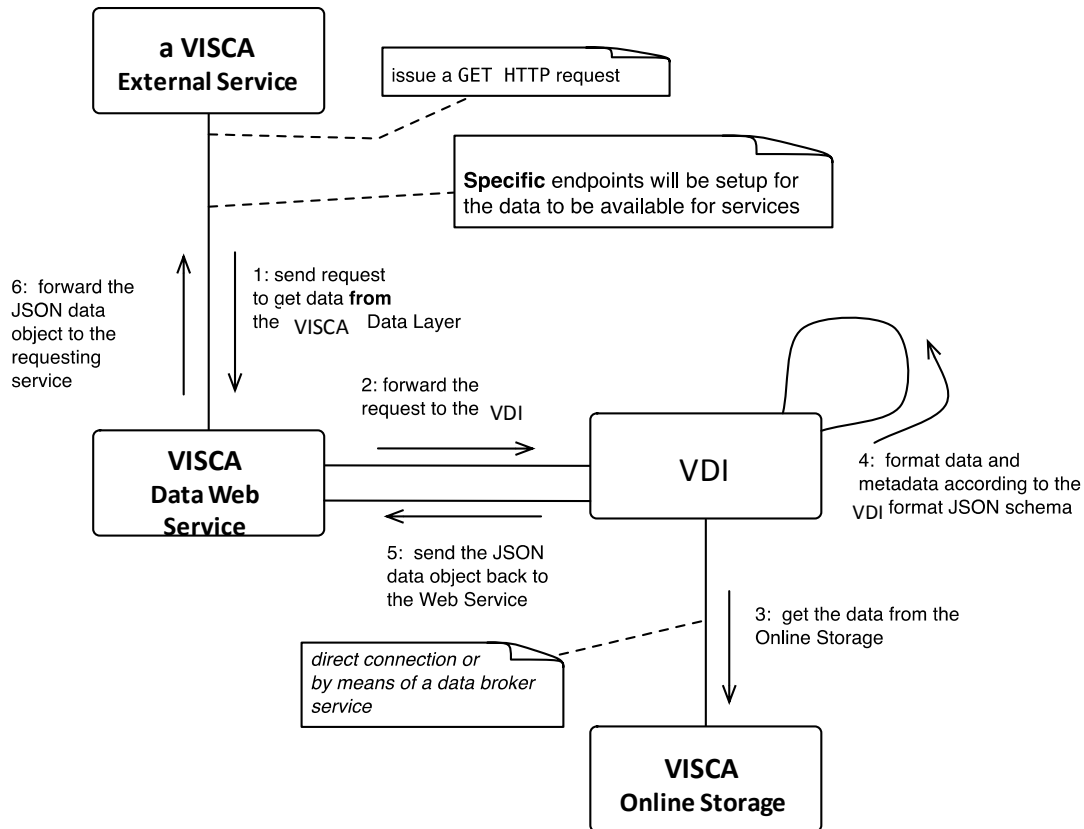 a VISCA
External Service
issue a GET HTTP request
Specific endpoints will be setup for
the data to be available for services
6: forward the
JSON data
object to the
requesting
service
1: send request
to get data from
the VISCA Data Layer
2: forward the
request to the VDI
VISCA
Data Web
Service
VDI
4: format data and
metadata according to the
VDI format JSON schema
5: send the JSON
data object back to
the Web Service
3: get the data from the
Online Storage
direct connection or
by means of a data broker
service
VISCA
Online Storage